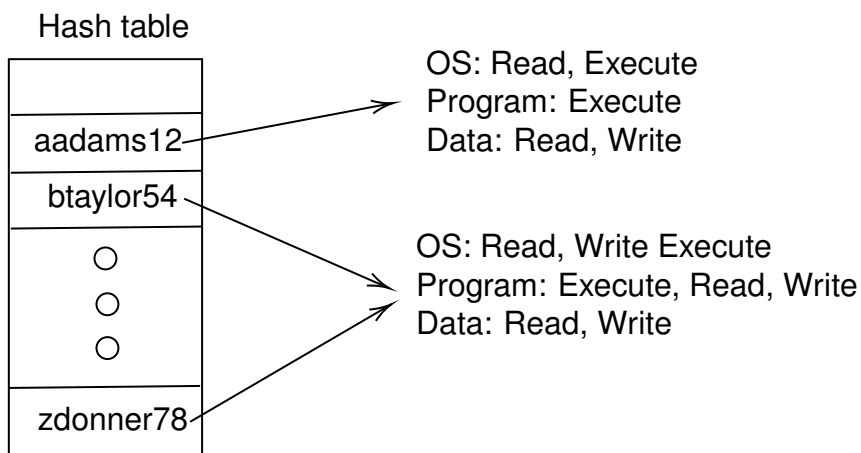 Hash table
aadams12
btaylor54
zdonner78
OS: Read, Execute
Program: Execute
Data: Read, Write
OS: Read, Write Execute
Program: Execute, Read, Write
Data: Read, Write